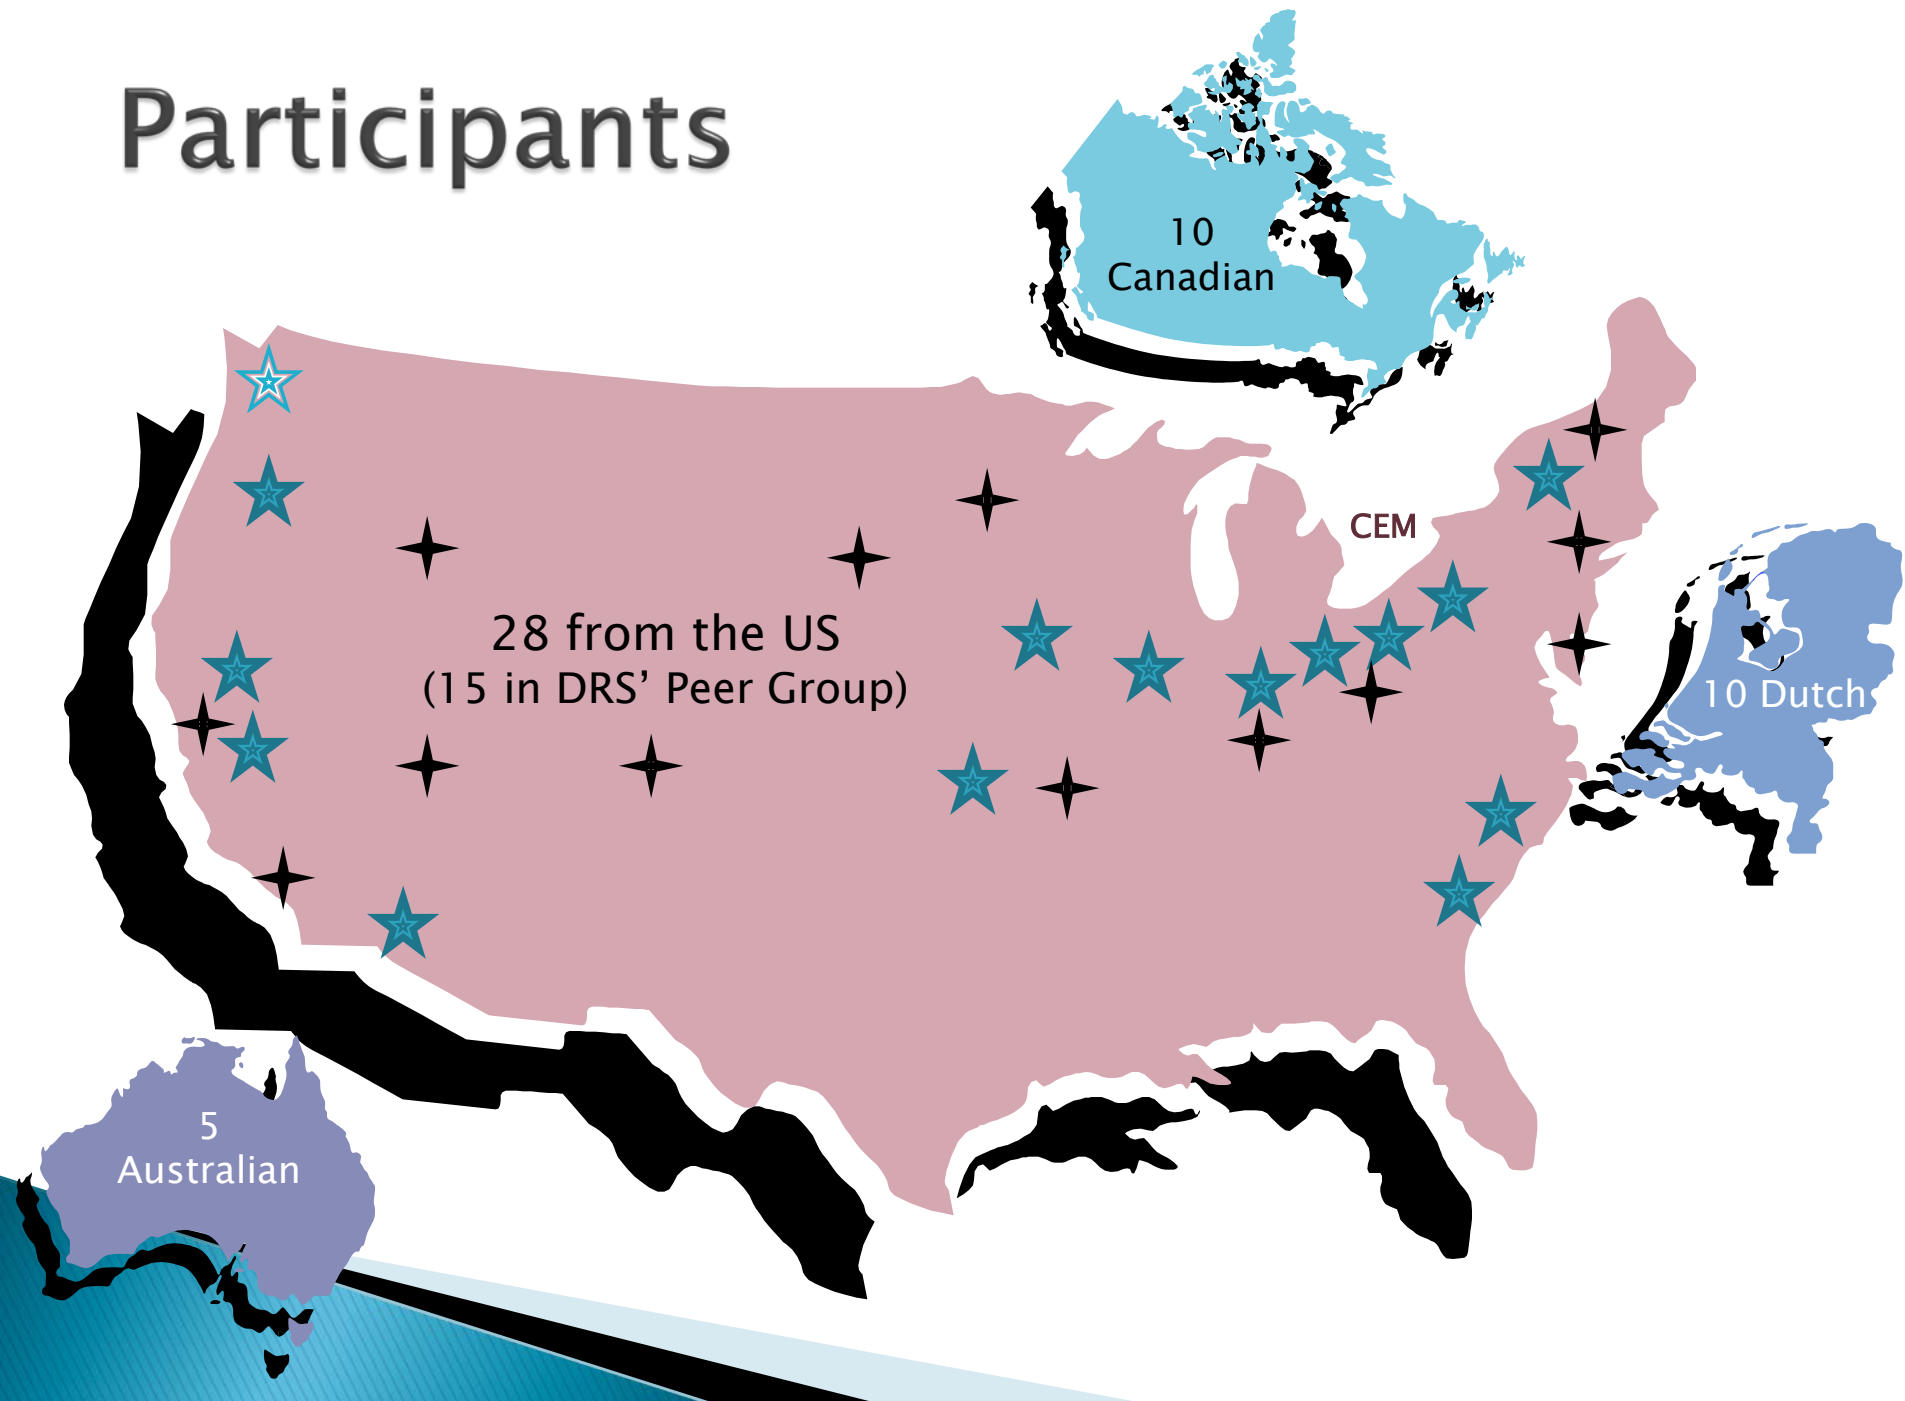 Participants
10
Canadian
CEM
28 from the US
(15 in DRS’ Peer Group)
10 Dutch
5
Australian